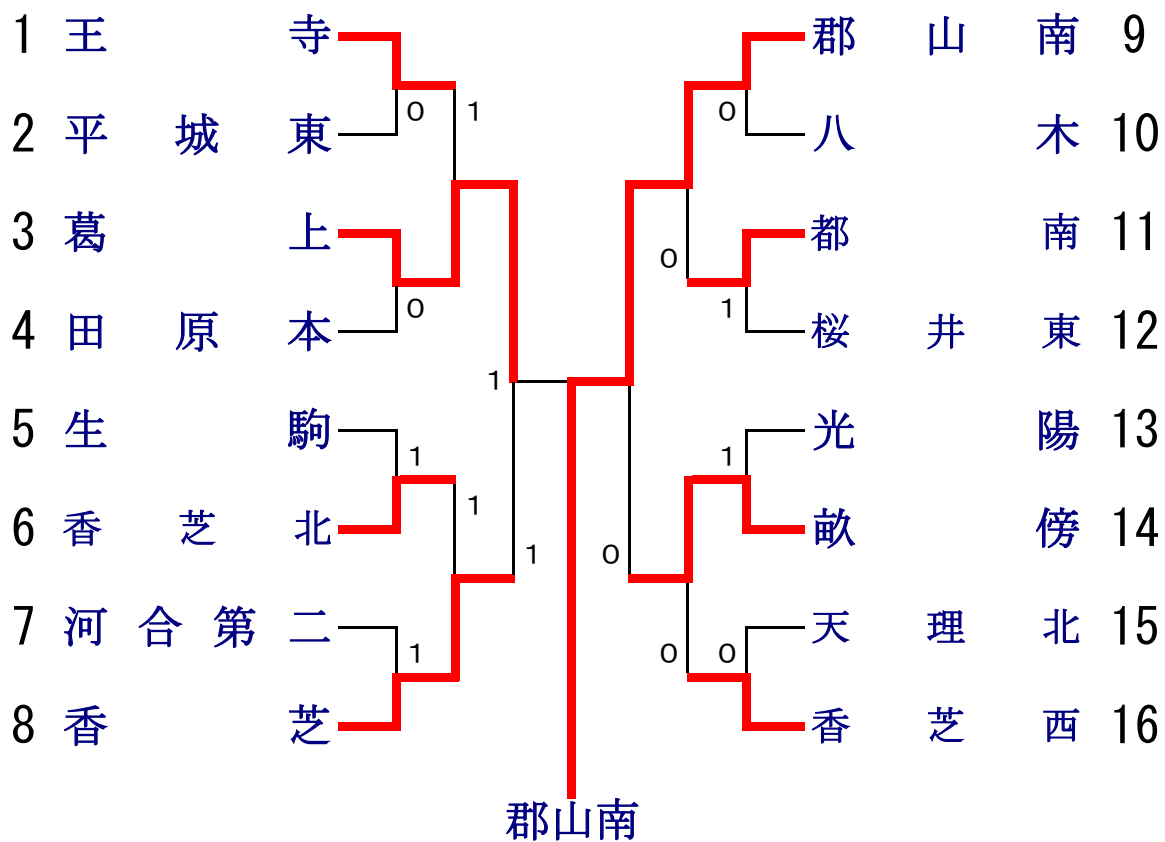 1 王寺 郡山南 9
0 1 0
2 平城東 八木 10
3 葛上 都南 11
0
0 1
4 田原本 桜井東 12
1
5 生駒 光陽 13
1 1
1
6 香芝北 畝傍 14
1 0
7 河合第二 天理北 15
1 0 0
8 香芝 香芝西 16
郡山南